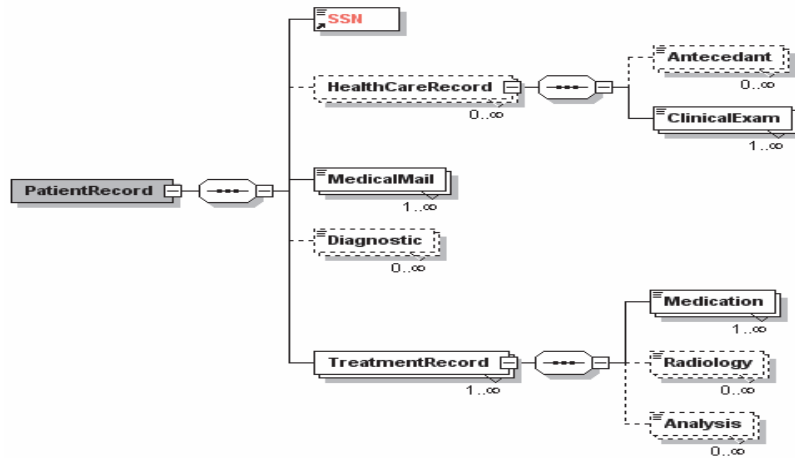 SSN
HealthCareRecord
0..∞
Antecedant
0..∞
ClinicalExam
1..∞
PatientRecord
MedicalMail
1..∞
Diagnostic
0..∞
TreatmentRecord
1..∞
Medication
1..∞
Radiology
0..∞
Analysis
0..∞